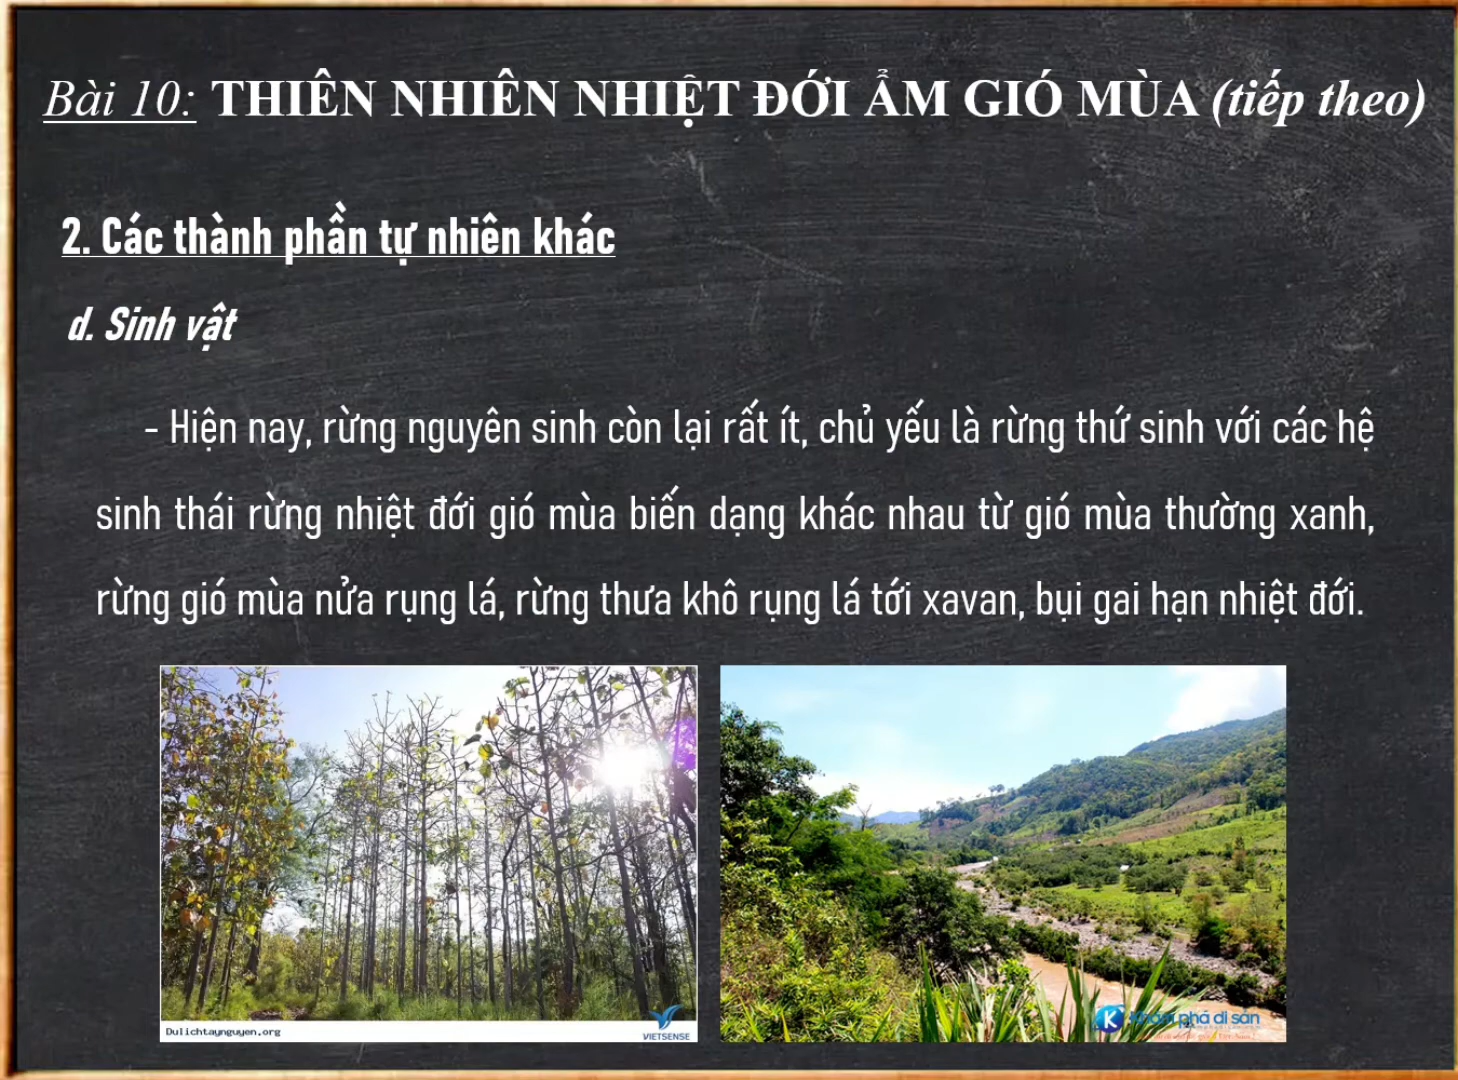 Bài 10: THIÊN NHIÊN NHIỆT ĐỚI ẨM GIÓ MÙA (tiếp theo)
2. Các thành phần tự nhiên khác
d. Sinh vật
- Hiện nay, rừng nguyên sinh còn lại rất ít, chủ yếu là rừng thứ sinh với các hệ
sinh thái rừng nhiệt đới gió mùa biến dạng khác nhau từ gió mùa thường xanh,
rừng gió mùa nửa rụng lá, rừng thưa khô rụng lá tới xavan, bụi gai hạn nhiệt đới.
Dulichtaynguyen.org
VIETSENSE
K Khám phá di sản